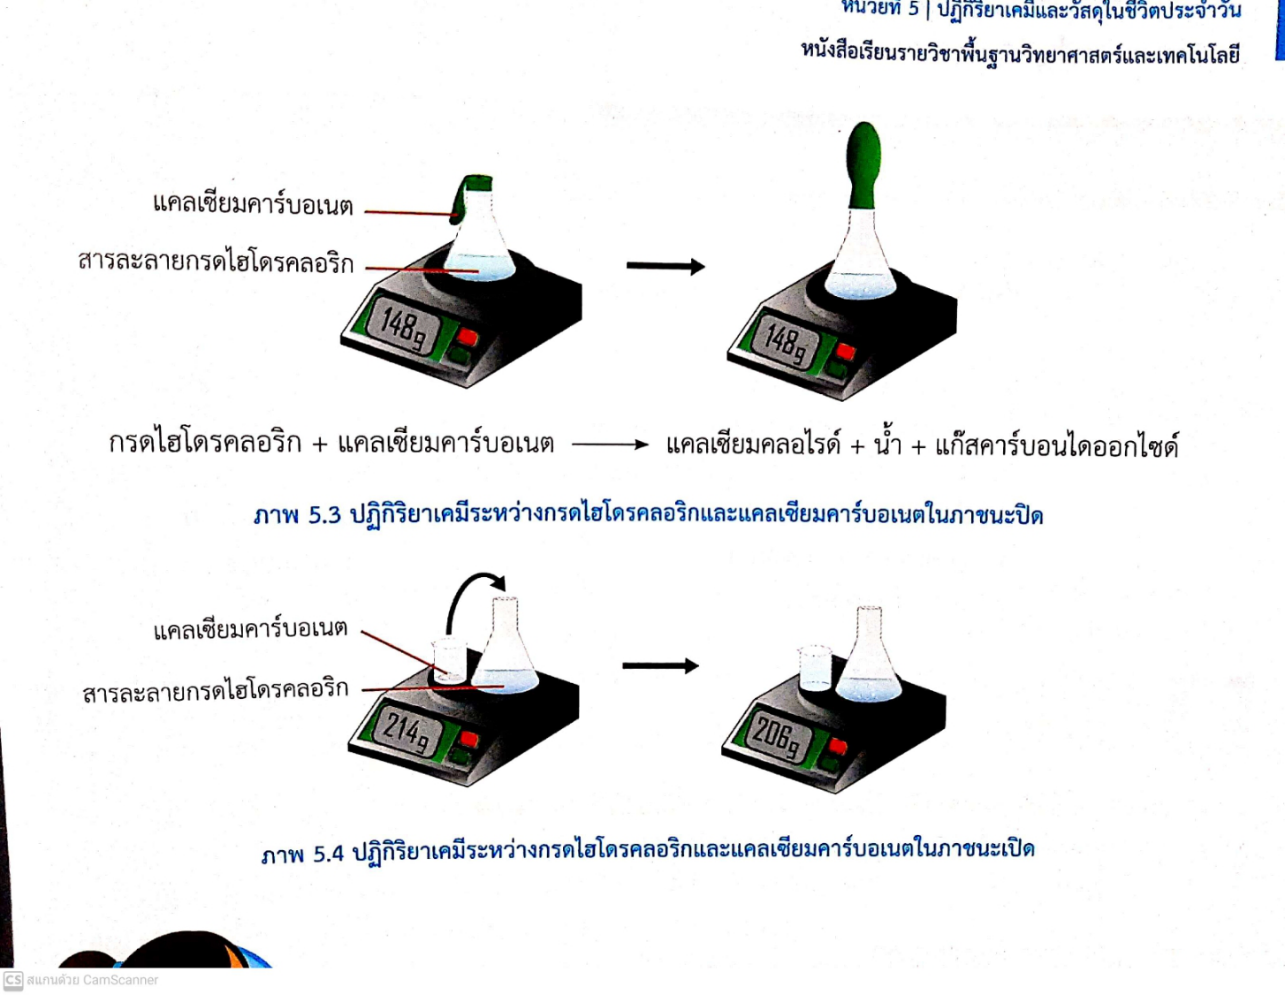 หน่วยที่ 5 | ปฏิกิริยาเคมีและวัสดุในชีวิตประจำวัน
หนังสือเรียนรายวิชาพื้นฐานวิทยาศาสตร์และเทคโนโลยี
แคลเซียมคาร์บอเนต
สารละลายกรดไฮโดรคลอริก
148g
148g
กรดไฮโดรคลอริก + แคลเซียมคาร์บอเนต ⟶ แคลเซียมคลอไรด์ + น้ำ + แก๊สคาร์บอนไดออกไซด์
ภาพ 5.3 ปฏิกิริยาเคมีระหว่างกรดไฮโดรคลอริกและแคลเซียมคาร์บอเนตในภาชนะปิด
แคลเซียมคาร์บอเนต
สารละลายกรดไฮโดรคลอริก
214g
206g
ภาพ 5.4 ปฏิกิริยาเคมีระหว่างกรดไฮโดรคลอริกและแคลเซียมคาร์บอเนตในภาชนะเปิด
CS สแกนด้วย CamScanner